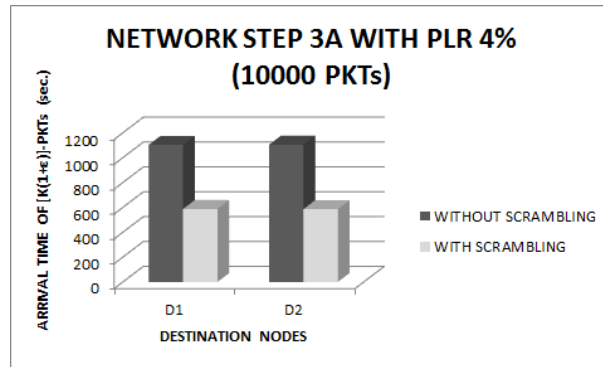 NETWORK STEP 3A WITH PLR 4%
(10000 PKTs)
ARRIVAL TIME OF [K(1+ε)]-PKTs (sec.)
1200
1000
800
600
400
200
0
D1
D2
DESTINATION NODES
WITHOUT SCRAMBLING
WITH SCRAMBLING